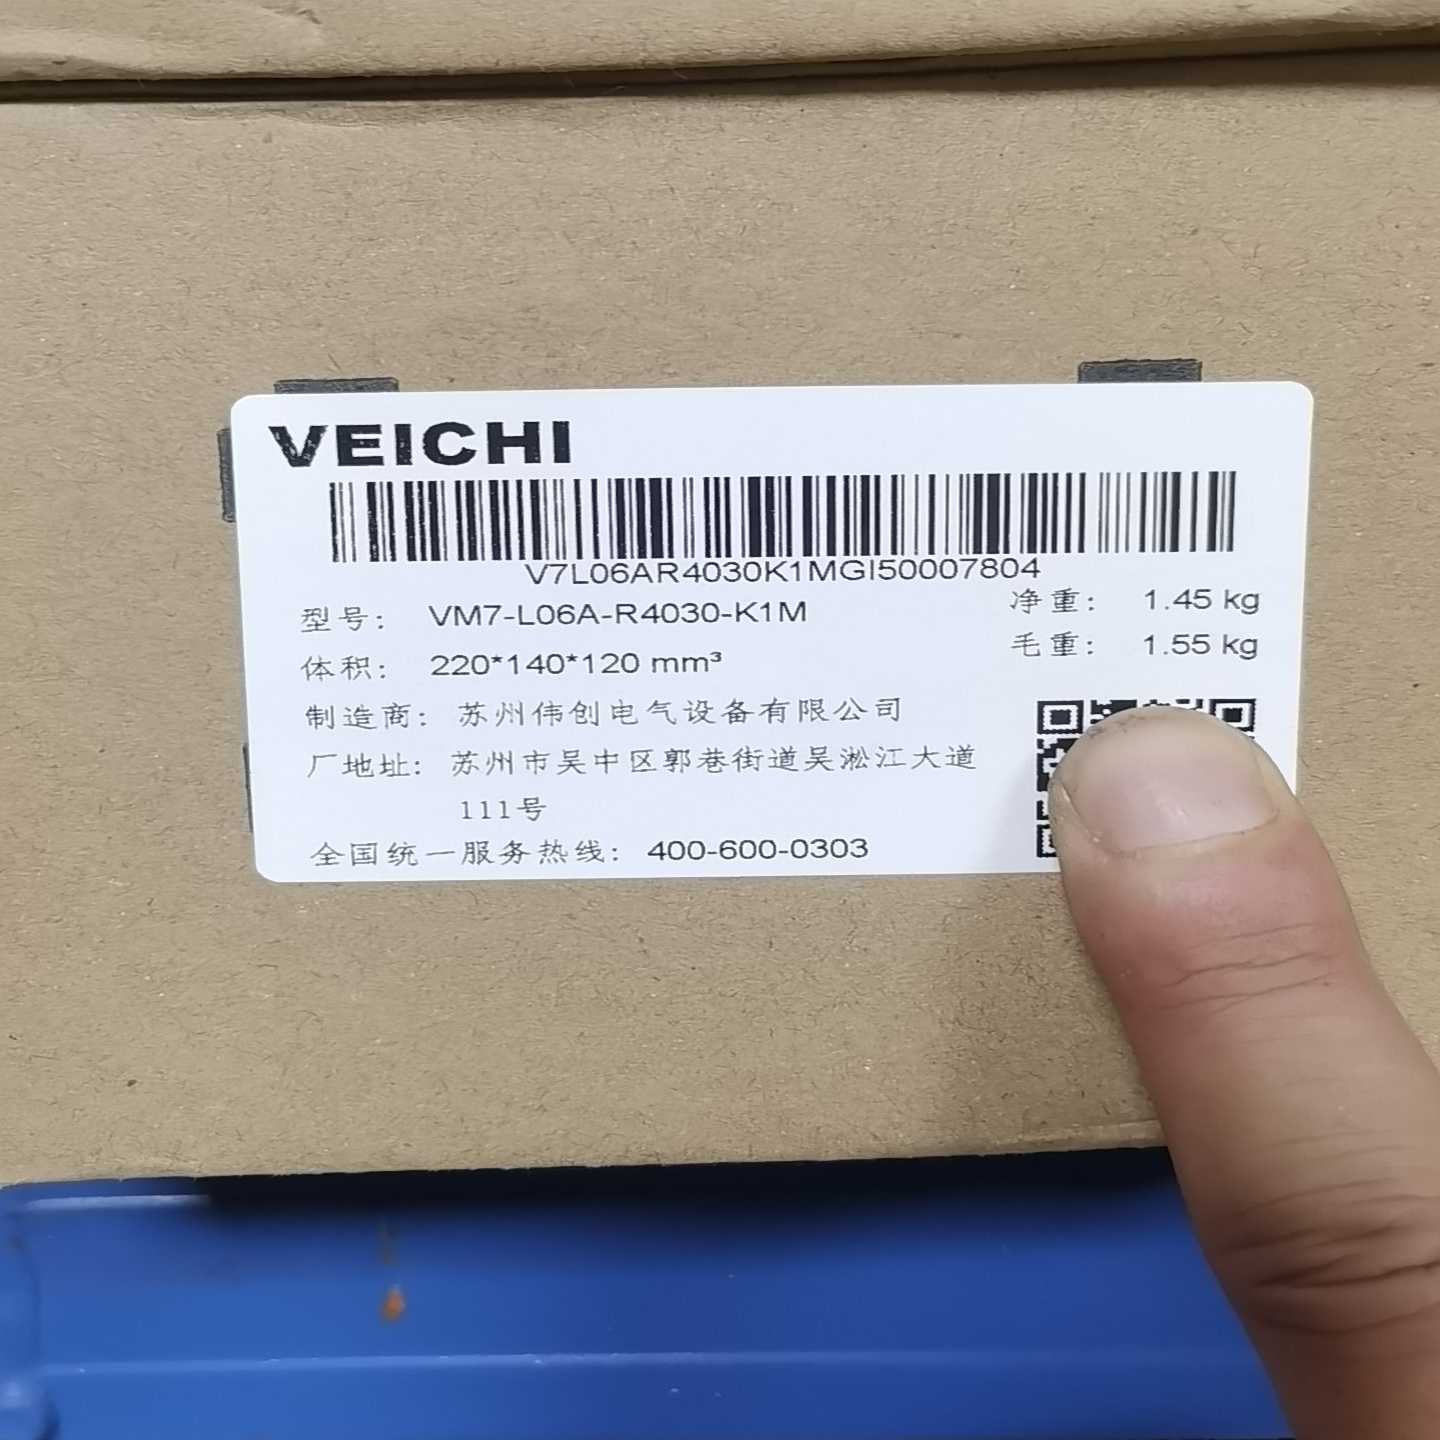 VEICHI
V7L06AR4030K1MGI50007804
型号: VM7-L06A-R4030-K1M
净重: 1.45 kg
体积: 220*140*120 mm³
毛重: 1.55 kg
制造商: 苏州伟创电气设备有限公司
厂地址: 苏州市吴中区郭巷街道吴淞江大道
111号
全国统一服务热线: 400-600-0303